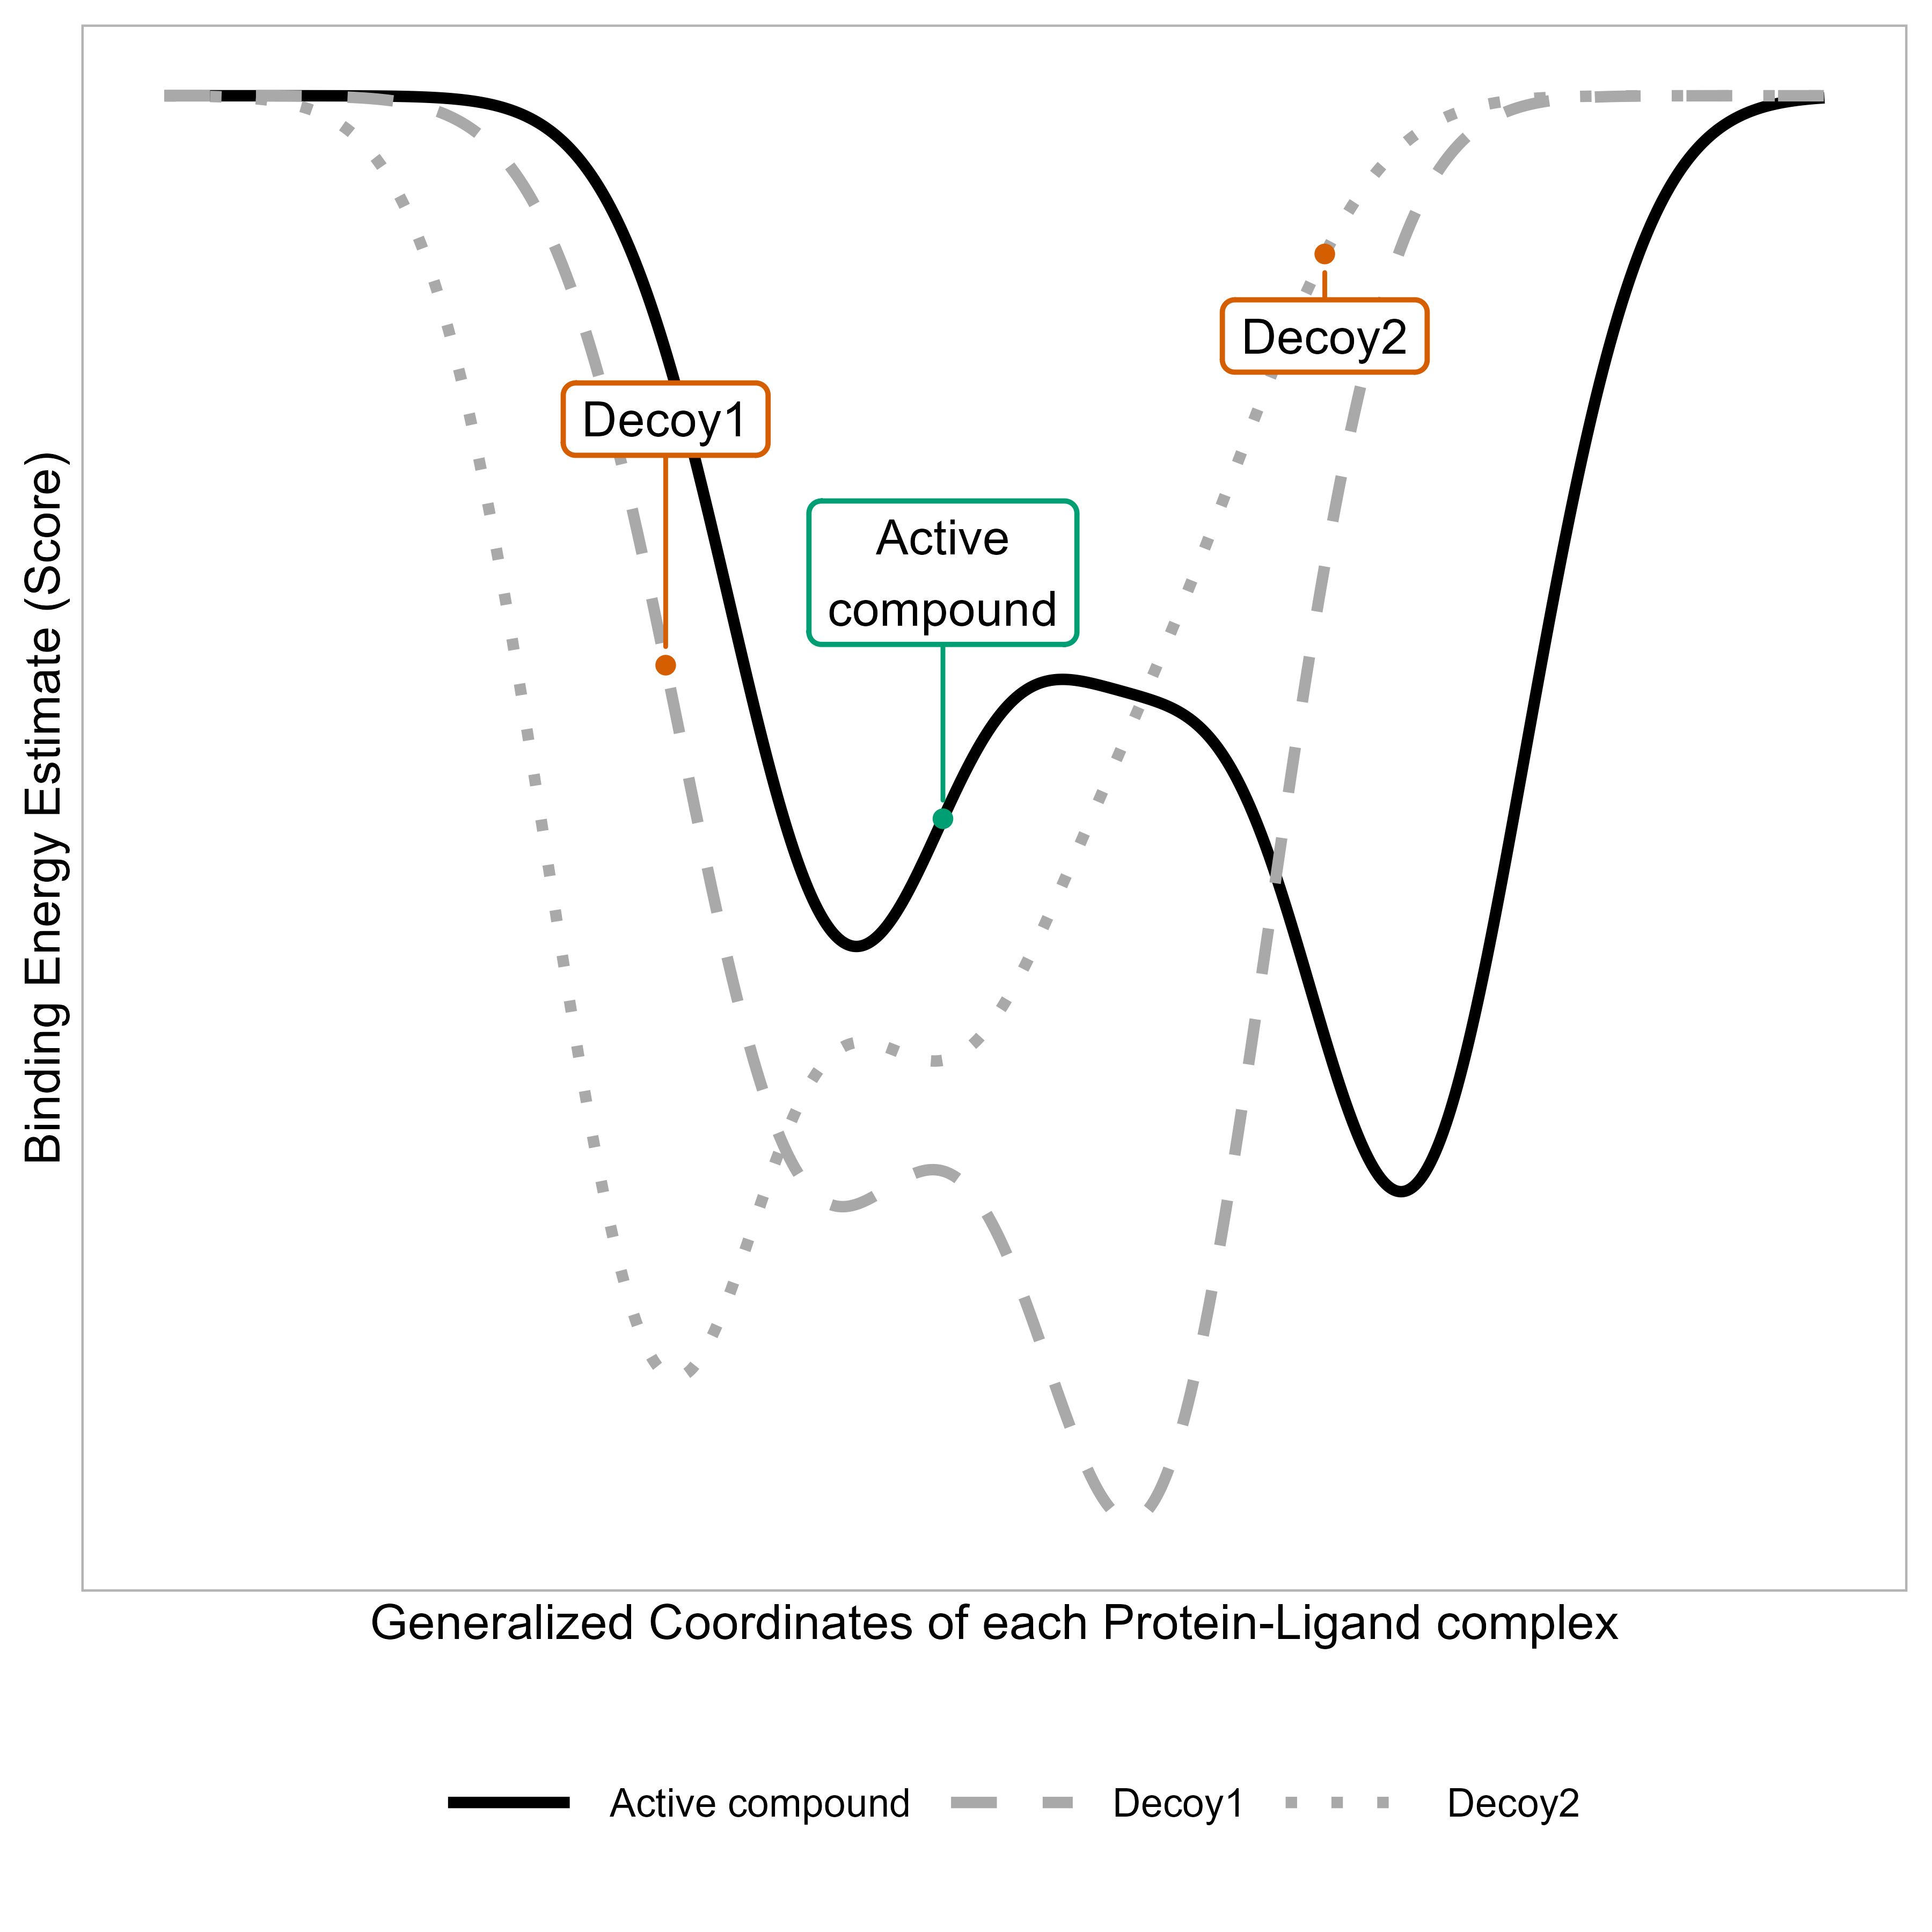 Decoy2
Decoy1
Active
compound
Binding Energy Estimate (Score)
Generalized Coordinates of each Protein-Ligand complex
Active compound
Decoy1
Decoy2